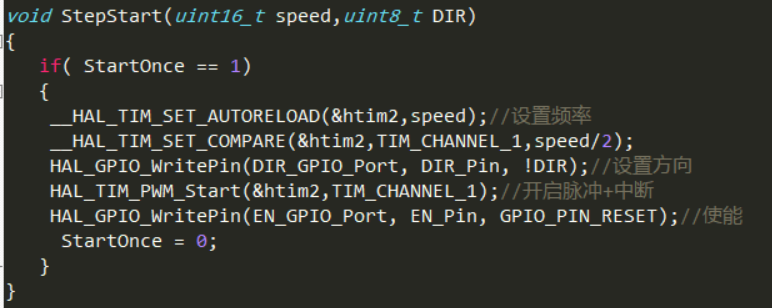 void StepStart(uint16_t speed,uint8_t DIR)
{
if( StartOnce == 1)
{
__HAL_TIM_SET_AUTORELOAD(&htim2,speed);//设置频率
__HAL_TIM_SET_COMPARE(&htim2,TIM_CHANNEL_1,speed/2);
HAL_GPIO_WritePin(DIR_GPIO_Port, DIR_Pin, !DIR);//设置方向
HAL_TIM_PWM_Start(&htim2,TIM_CHANNEL_1);//开启脉冲+中断
HAL_GPIO_WritePin(EN_GPIO_Port, EN_Pin, GPIO_PIN_RESET);//使能
StartOnce = 0;
}
}